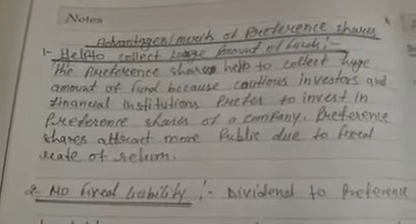 Notes
Advantages/merits of Preference shares
1- Help to collect large Amount of fund:-
The Preference shares help to collect huge
amount of fund because cautious investors and
financial institutions Prefer to invest in
Preference shares of a company. Preference
shares attract more Public due to fixed
rate of return.
2- No fixed liability :- Dividend to Preference